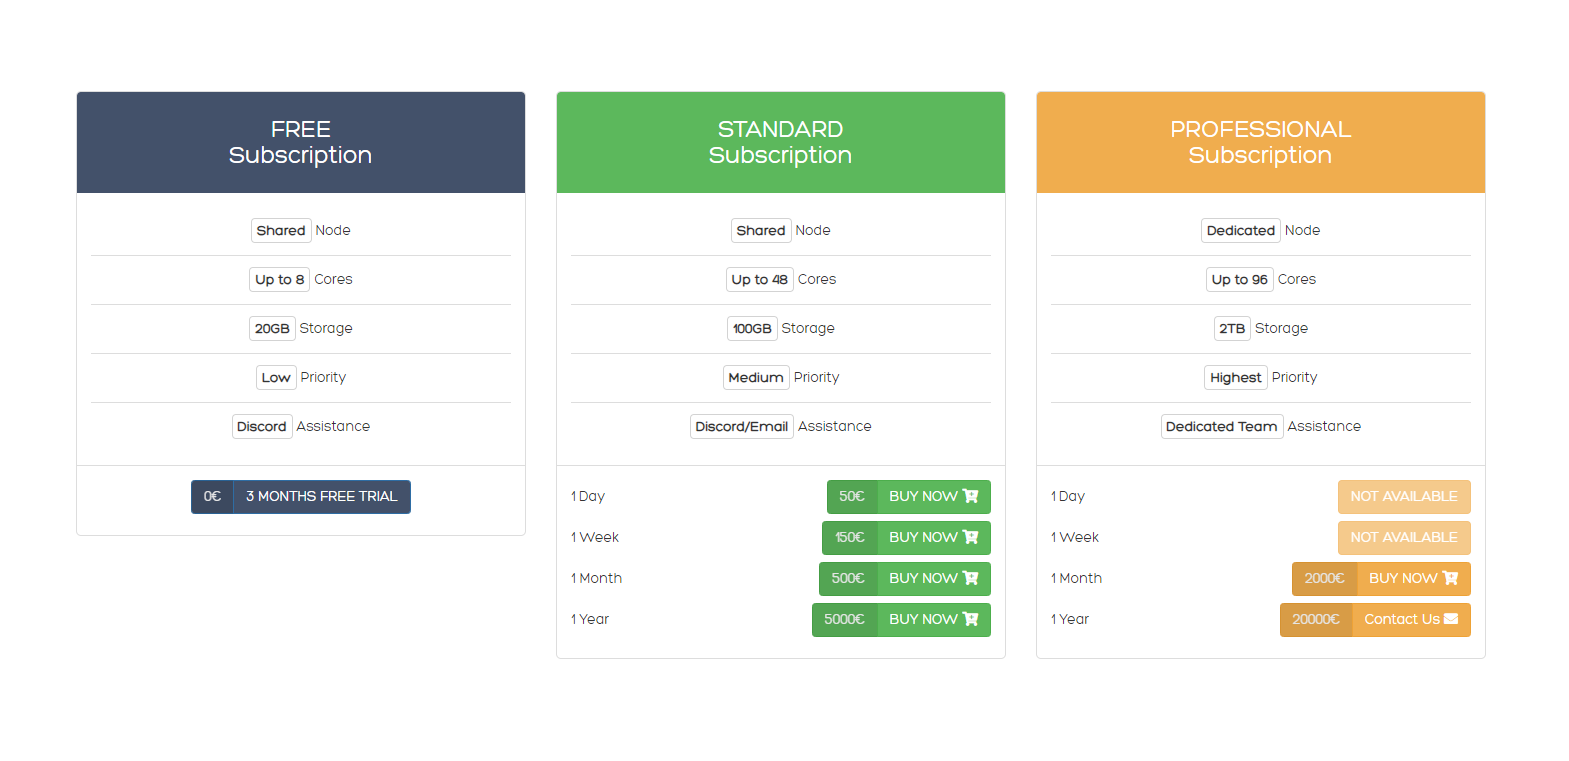 FREE
Subscription
Shared Node
Up to 8 Cores
20GB Storage
Low Priority
Discord Assistance
0€ 3 MONTHS FREE TRIAL
STANDARD
Subscription
Shared Node
Up to 48 Cores
100GB Storage
Medium Priority
Discord/Email Assistance
1 Day 50€ BUY NOW
1 Week 150€ BUY NOW
1 Month 500€ BUY NOW
1 Year 5000€ BUY NOW
PROFESSIONAL
Subscription
Dedicated Node
Up to 96 Cores
2TB Storage
Highest Priority
Dedicated Team Assistance
1 Day NOT AVAILABLE
1 Week NOT AVAILABLE
1 Month 2000€ BUY NOW
1 Year 20000€ Contact Us